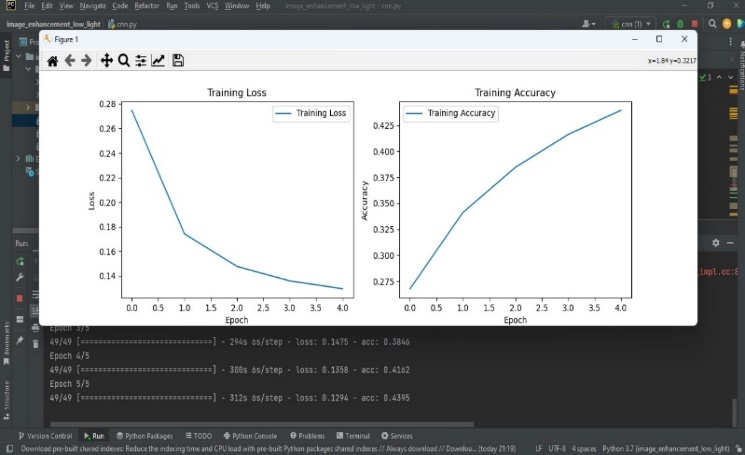 File Edit View Navigate Code Refactor Run Tools VCS Window Help image_enhancement_low_light - cnn.py
image_enhancement_low_light cnn.py
cnn (1)
Project
Notifications
Figure 1
x=1.84 y=0.3217
Training Loss
Training Loss
0.28
0.26
0.24
0.22
0.20
0.18
0.16
0.14
Loss
0.0 0.5 1.0 1.5 2.0 2.5 3.0 3.5 4.0
Epoch
Training Accuracy
Training Accuracy
0.425
0.400
0.375
0.350
0.325
0.300
0.275
Accuracy
0.0 0.5 1.0 1.5 2.0 2.5 3.0 3.5 4.0
Epoch
Run:
Epoch 3/5
49/49 [==============================] - 294s 6s/step - loss: 0.1475 - acc: 0.3846
Epoch 4/5
49/49 [==============================] - 300s 6s/step - loss: 0.1358 - acc: 0.4162
Epoch 5/5
49/49 [==============================] - 312s 6s/step - loss: 0.1294 - acc: 0.4395
Bookmarks
Structure
Version Control Run Python Packages TODO Python Console Problems Terminal Services
Download pre-built shared indexes: Reduce the indexing time and CPU load with pre-built Python packages shared indexes // Always download // Downloa... (today 21:19) LF UTF-8 4 spaces Python 3.7 (image_enhancement_low_light)